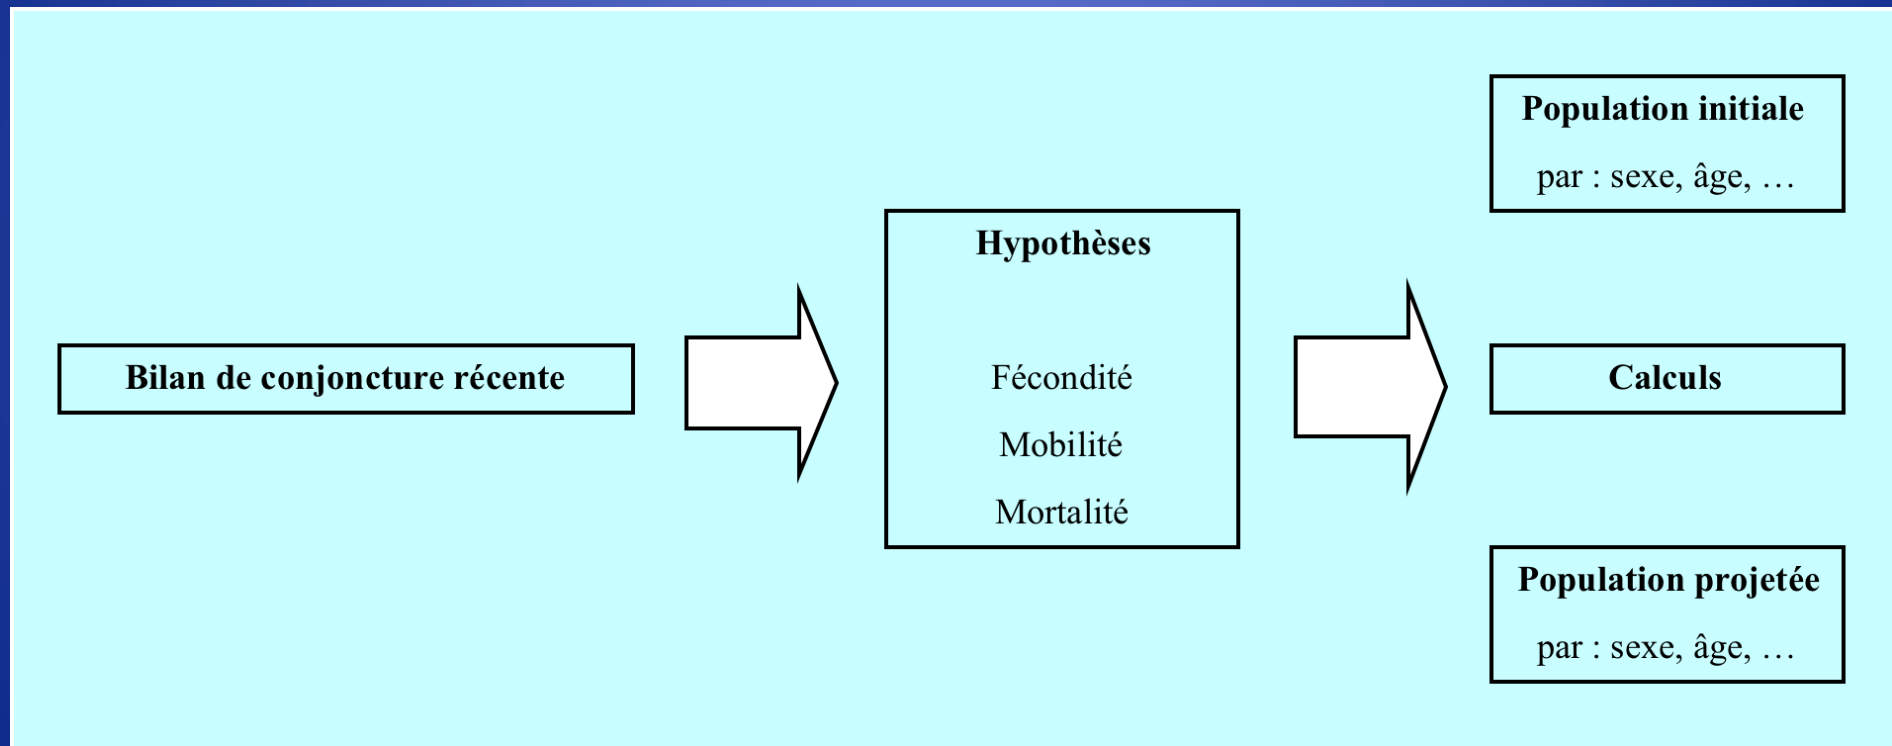 Bilan de conjoncture récente
Hypothèses
Fécondité
Mobilité
Mortalité
Population initiale
par : sexe, âge, …
Calculs
Population projetée
par : sexe, âge, …